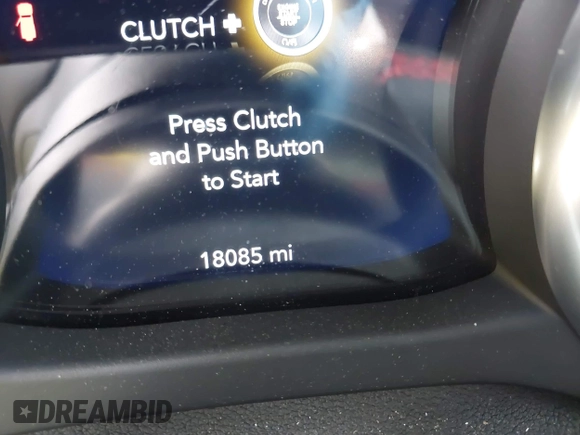 CLUTCH +
Press Clutch
and Push Button
to Start
18085 mi
DREAMBID